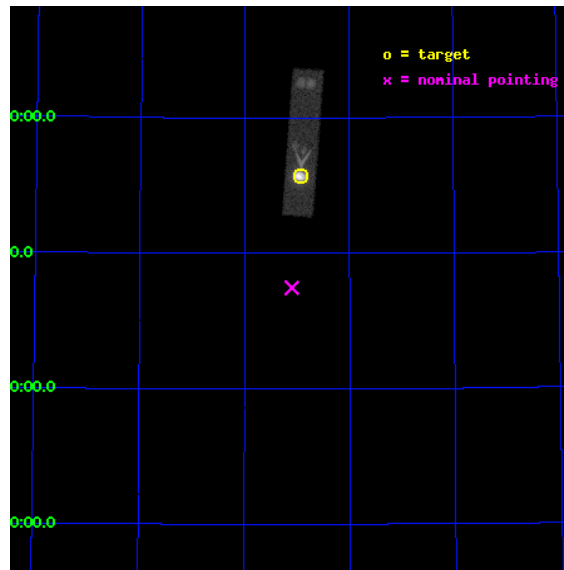 o = target
x = nominal pointing
0:00.0
0.0
0:00.0
0:00.0